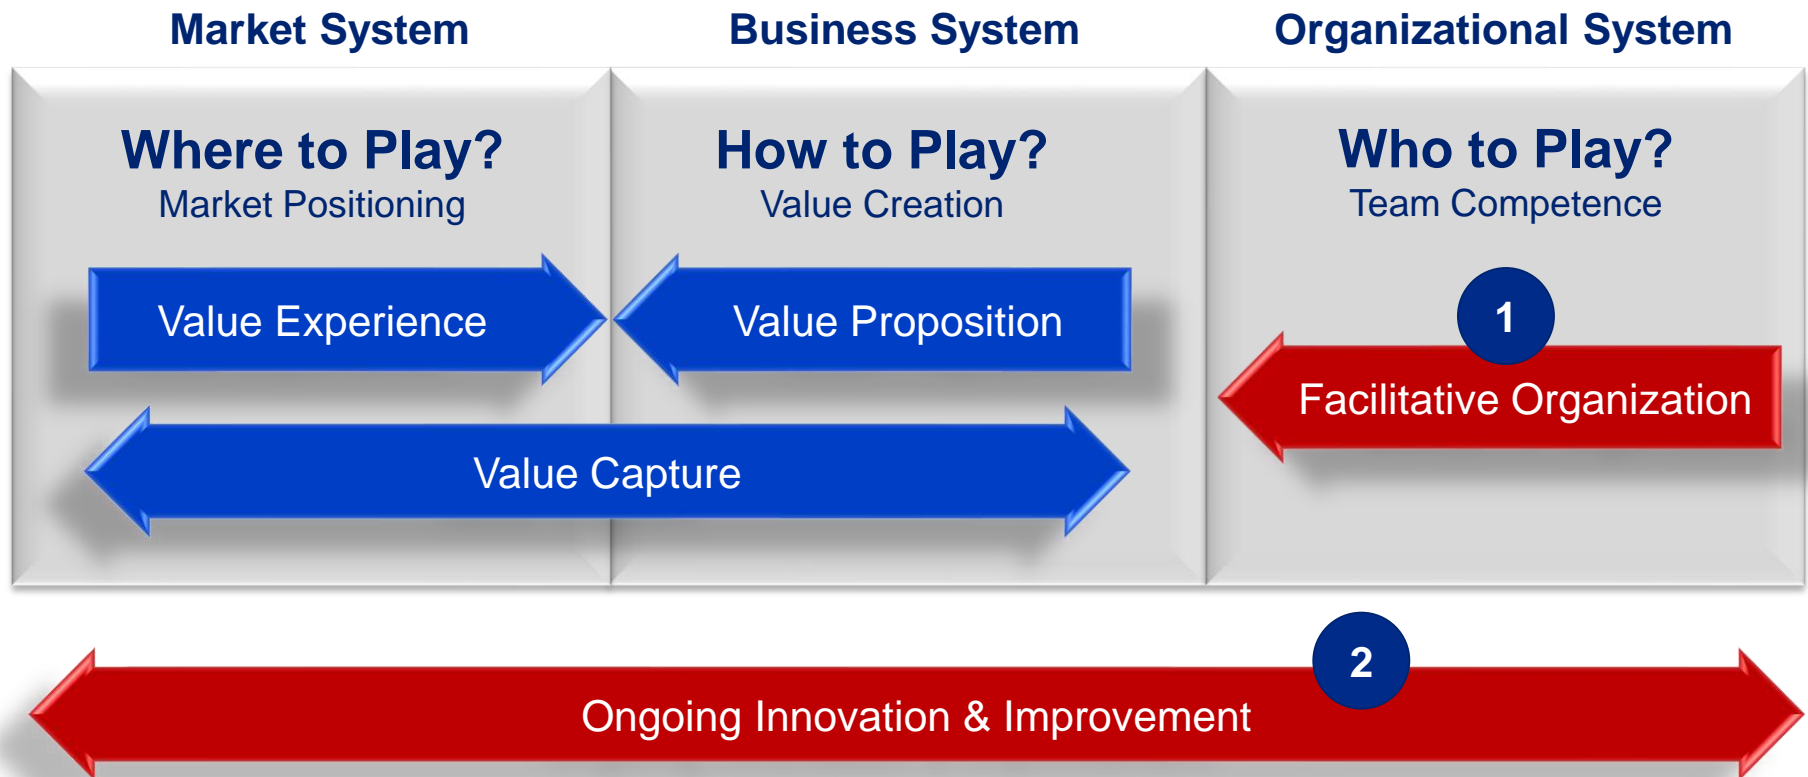 Market System
Business System
Organizational System
Where to Play?
Market Positioning
How to Play?
Value Creation
Who to Play?
Team Competence
Value Experience
Value Proposition
1
Facilitative Organization
Value Capture
2
Ongoing Innovation & Improvement